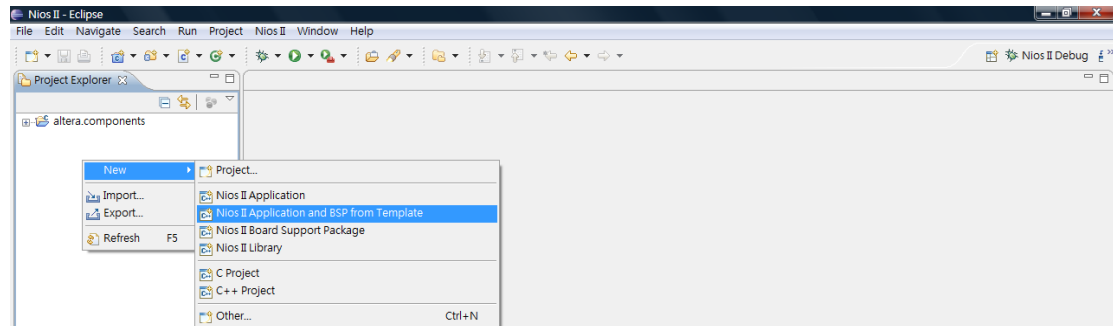 Nios II - Eclipse
File Edit Navigate Search Run Project Nios II Window Help
Nios II Debug
Project Explorer
altera.components
New
Project...
Import...
Nios II Application
Export...
Nios II Application and BSP from Template
Nios II Board Support Package
Refresh F5
Nios II Library
C Project
C++ Project
Other... Ctrl+N